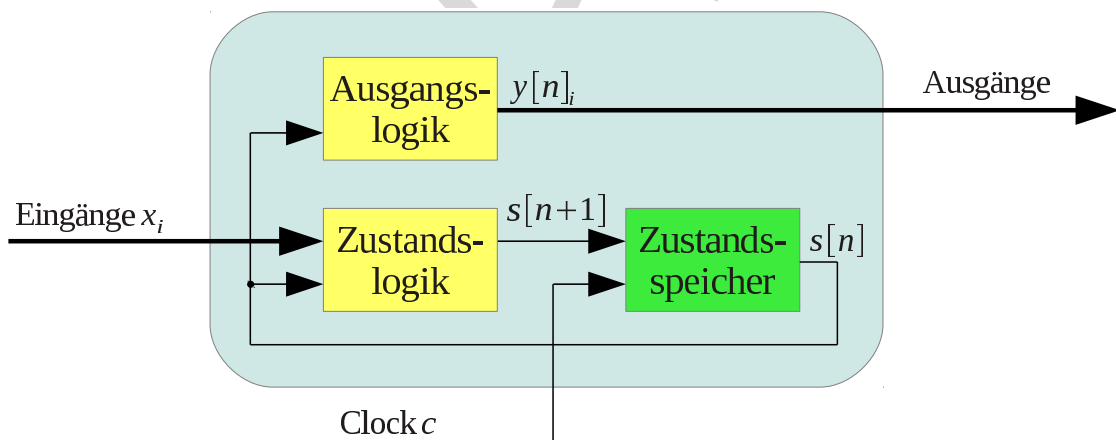 Ausgangs-
logik
y[n]i
Ausgänge
Eingänge xi
Zustands-
logik
s[n+1]
Zustands-
speicher
s[n]
Clock c